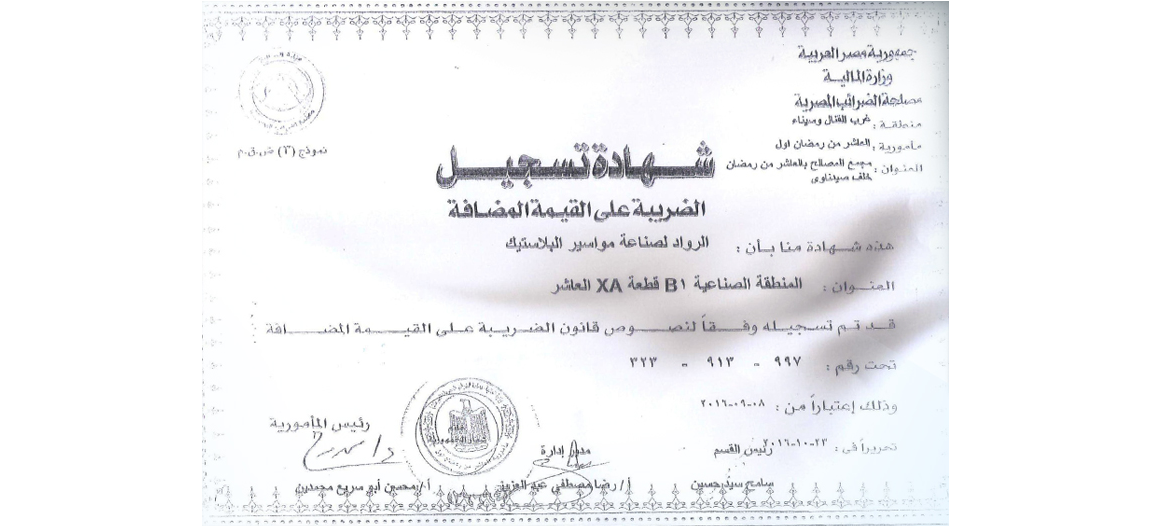 جمهورية مصر العربية
وزارة المالية
مصلحة الضرائب المصرية
منطقة : غرب القنال وسيناء
مأمورية : العاشر من رمضان اول
العنوان : مجمع المصالح بالعاشر من رمضان
خلف صيدناوى
نموذج (٣) ض.ق.م
شهادة تسجيل
الضريبة على القيمة المضافة
هذه شهادة منا بأن : الرواد لصناعة مواسير البلاستيك
العنوان : المنطقة الصناعية B١ قطعة XA العاشر
قد تم تسجيله وفقاً لنصوص قانون الضريبة على القيمة المضافة :
تحت رقم : ٩٩٧ - ٩١٣ - ٣٢٣
وذلك إعتباراً من : ٢٠١٦-٠٩-٠٨
تحريراً فى : ٢٠١٦-١٠-٢٣
رئيس القسم
مدير إدارة
رئيس المأمورية
سامح سيد حسين
أ/ رضا مصطفي عبد العزيز
أ/ محسن أبو سريع محمدين